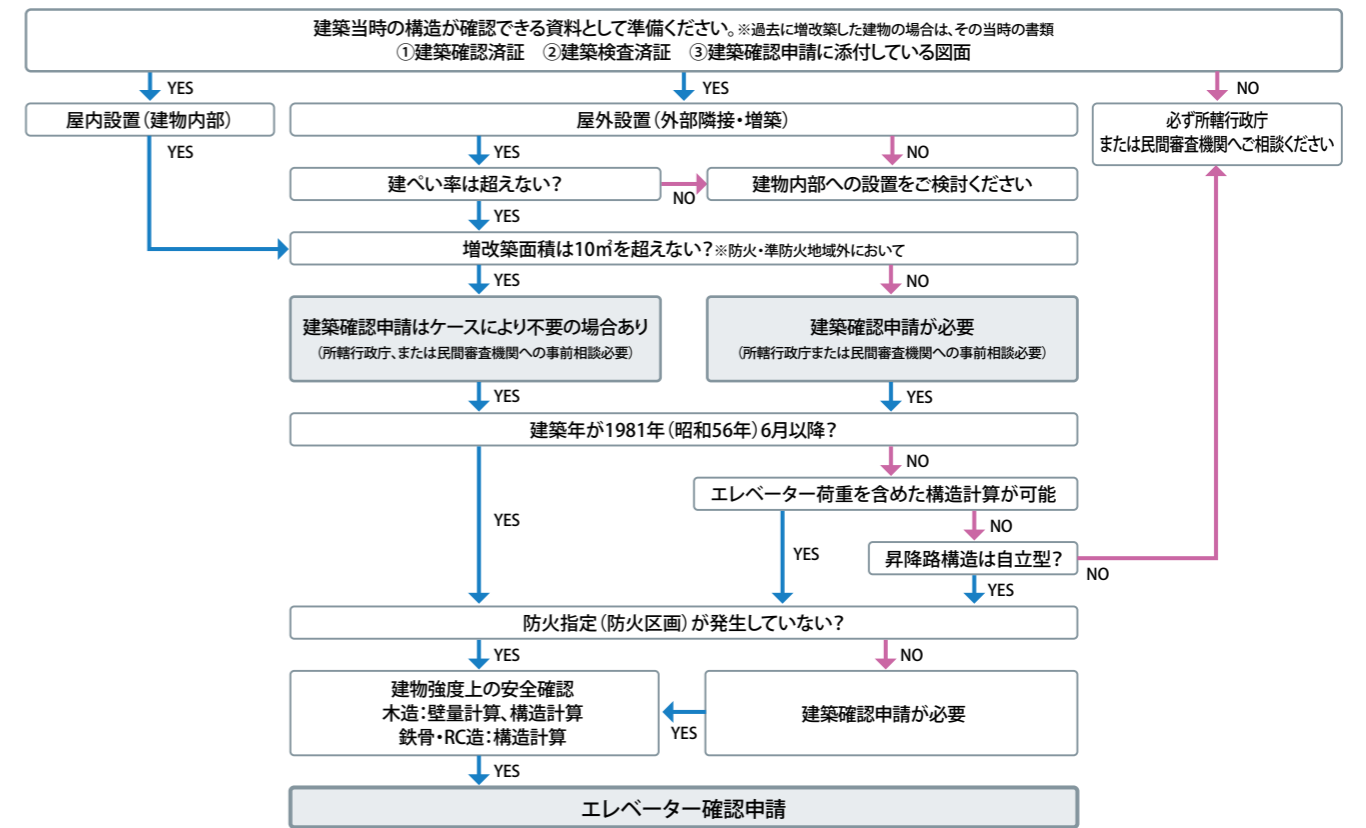 建築当時の構造が確認できる資料として準備ください。※過去に増改築した建物の場合は、その当時の書類
①建築確認済証　②建築検査済証　③建築確認申請に添付している図面
YES
YES
NO
屋内設置（建物内部）
屋外設置（外部隣接・増築）
必ず所轄行政庁
または民間審査機関へご相談ください
YES
YES
NO
建ぺい率は超えない？
NO
建物内部への設置をご検討ください
YES
増改築面積は10㎡を超えない？※防火・準防火地域外において
YES
NO
建築確認申請はケースにより不要の場合あり
（所轄行政庁、または民間審査機関への事前相談必要）
建築確認申請が必要
（所轄行政庁または民間審査機関への事前相談必要）
YES
YES
建築年が1981年（昭和56年）6月以降？
NO
エレベーター荷重を含めた構造計算が可能
YES
NO
YES
昇降路構造は自立型？
NO
YES
防火指定（防火区画）が発生していない？
YES
NO
建物強度上の安全確認
木造：壁量計算、構造計算
鉄骨・RC造：構造計算
YES
建築確認申請が必要
YES
エレベーター確認申請